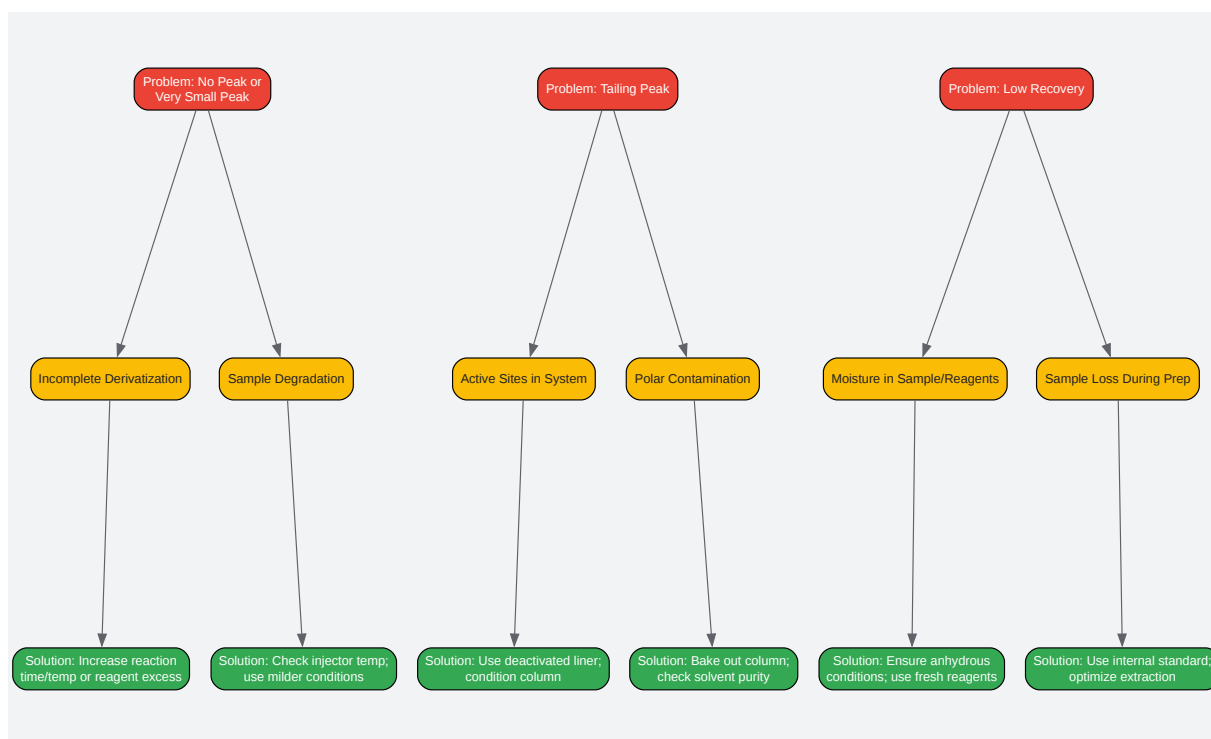 Problem: No Peak or
Very Small Peak
Problem: Tailing Peak
Problem: Low Recovery
Incomplete Derivatization
Sample Degradation
Active Sites in System
Polar Contamination
Moisture in Sample/Reagents
Sample Loss During Prep
Solution: Increase reaction
time/temp or reagent excess
Solution: Check injector temp;
use milder conditions
Solution: Use deactivated liner;
condition column
Solution: Bake out column;
check solvent purity
Solution: Ensure anhydrous
conditions; use fresh reagents
Solution: Use internal standard;
optimize extraction